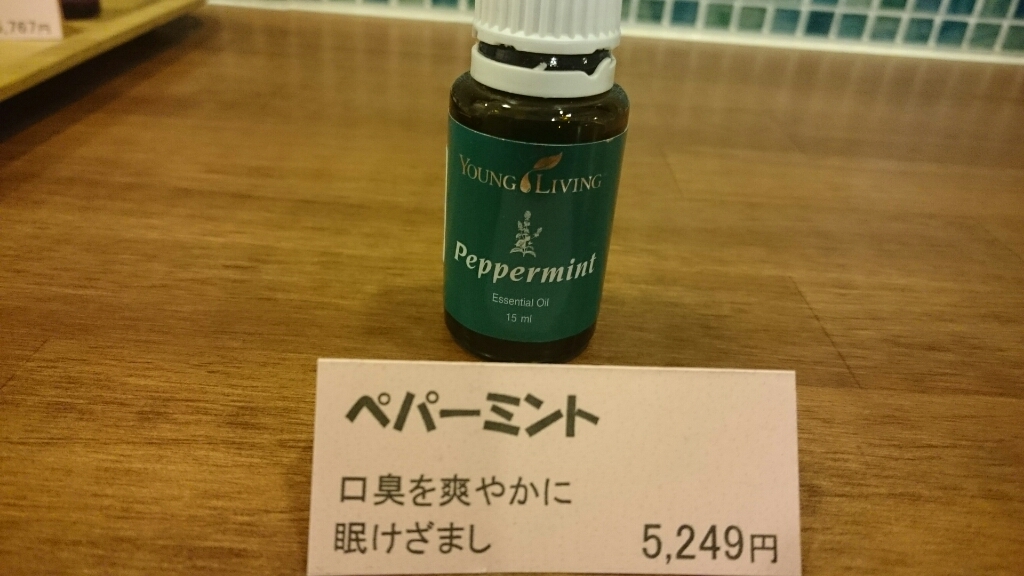 YOUNG LIVING
Peppermint
Essential Oil
15 ml
ペパーミント
口臭を爽やかに
眠けざまし
5,249円